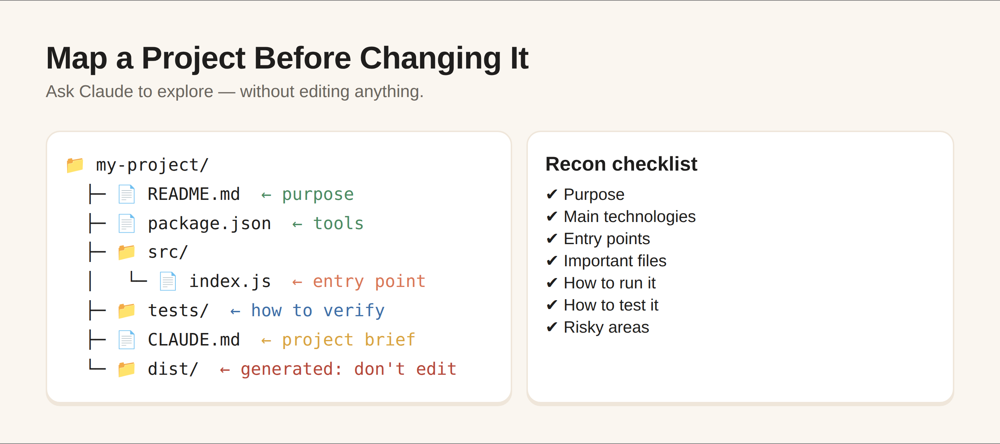 Map a Project Before Changing It
Ask Claude to explore — without editing anything.
📁 my-project/
├─ 📄 README.md ← purpose
├─ 📄 package.json ← tools
├─ 📁 src/
│ └─ 📄 index.js ← entry point
├─ 📁 tests/ ← how to verify
├─ 📄 CLAUDE.md ← project brief
└─ 📁 dist/ ← generated: don't edit
Recon checklist
✔ Purpose
✔ Main technologies
✔ Entry points
✔ Important files
✔ How to run it
✔ How to test it
✔ Risky areas